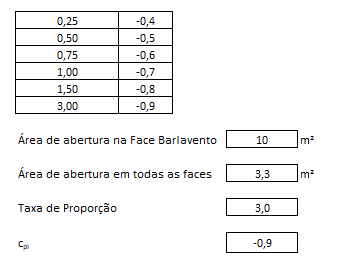 0,25 -0,4
0,50 -0,5
0,75 -0,6
1,00 -0,7
1,50 -0,8
3,00 -0,9
Área de abertura na Face Barlavento 10 m²
Área de abertura em todas as faces 3,3 m²
Taxa de Proporção 3,0
cpi -0,9